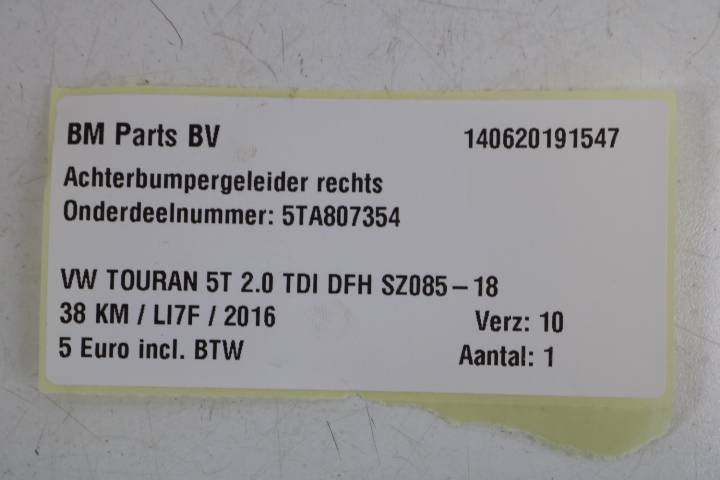 BM Parts BV 140620191547
Achterbumpergeleider rechts
Onderdeelnummer: 5TA807354
VW TOURAN 5T 2.0 TDI DFH SZ085-18
38 KM / LI7F / 2016 Verz: 10
5 Euro incl. BTW Aantal: 1